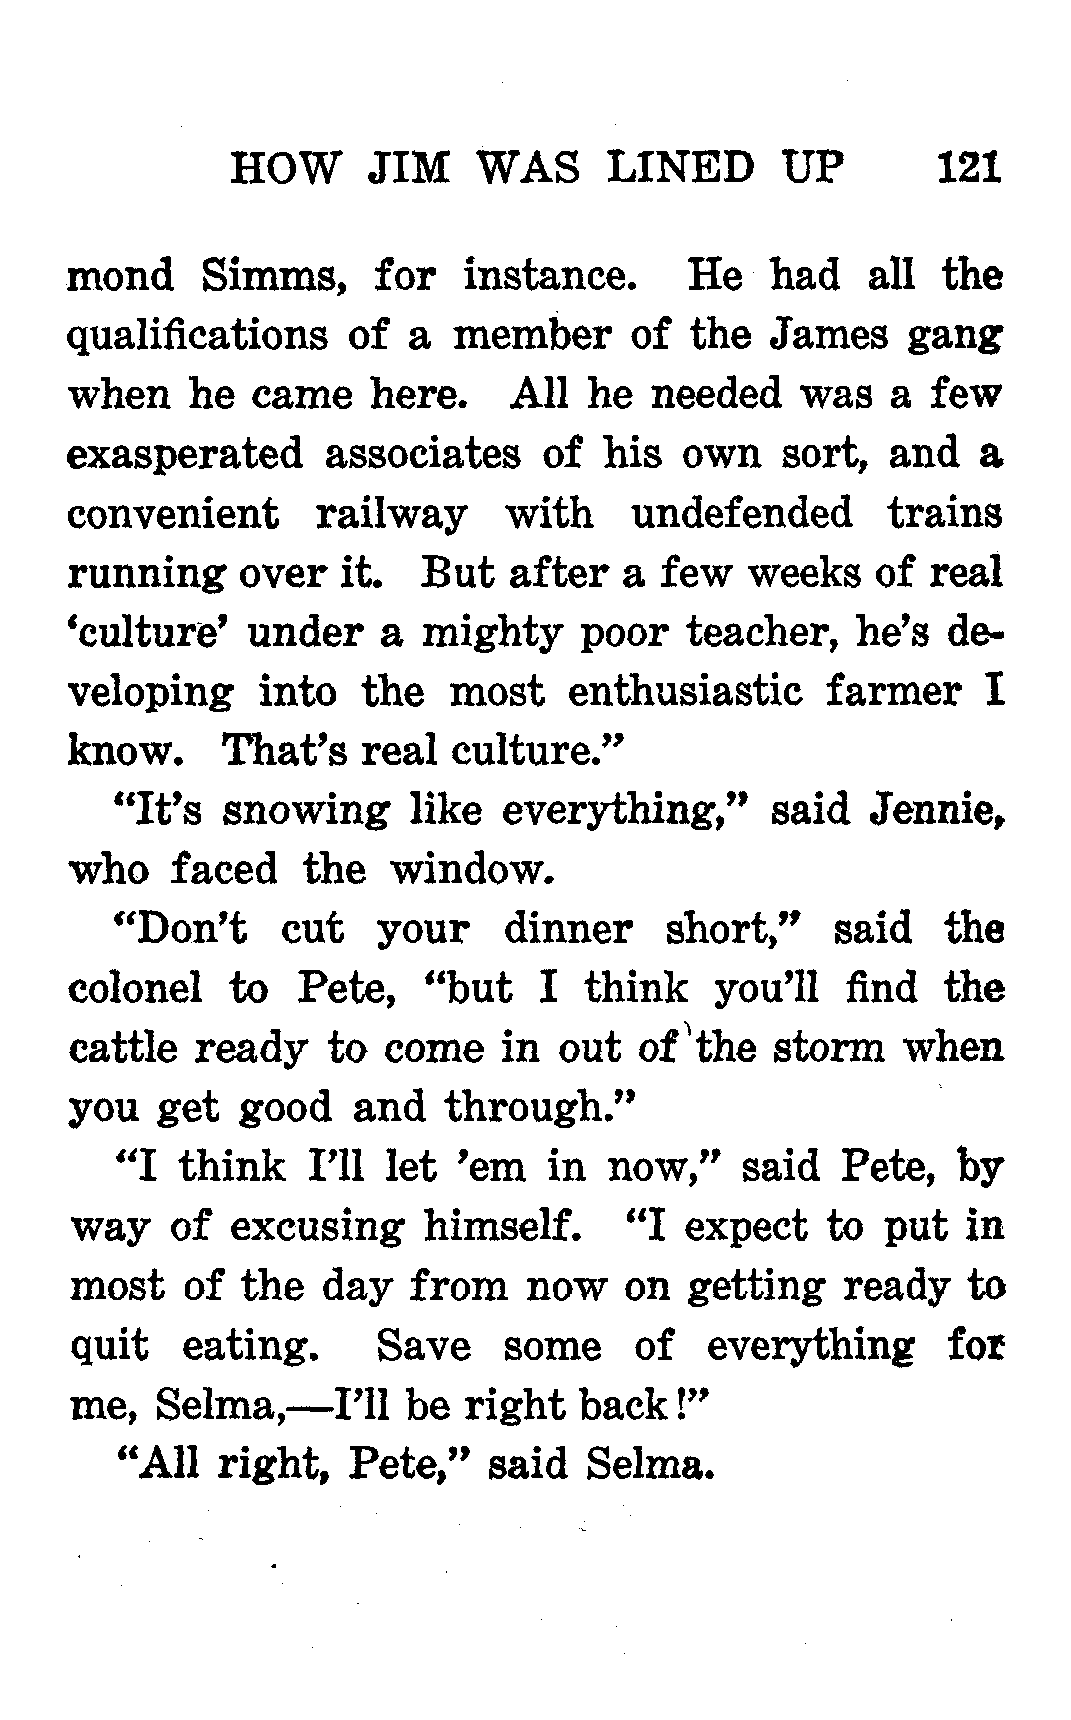 HOW JIM WAS LINED UP 121
mond Simms, for instance. He had all the
qualifications of a member of the James gang
when he came here. All he needed was a few
exasperated associates of his own sort, and a
convenient railway with undefended trains
running over it. But after a few weeks of real
‘culture’ under a mighty poor teacher, he’s de-
veloping into the most enthusiastic farmer I
know. That’s real culture.”
“It’s snowing like everything,” said Jennie,
who faced the window.
“Don’t cut your dinner short,” said the
colonel to Pete, “but I think you’ll find the
cattle ready to come in out of the storm when
you get good and through.”
“I think I’ll let ’em in now,” said Pete, by
way of excusing himself. “I expect to put in
most of the day from now on getting ready to
quit eating. Save some of everything for
me, Selma,—I’ll be right back!”
“All right, Pete,” said Selma.